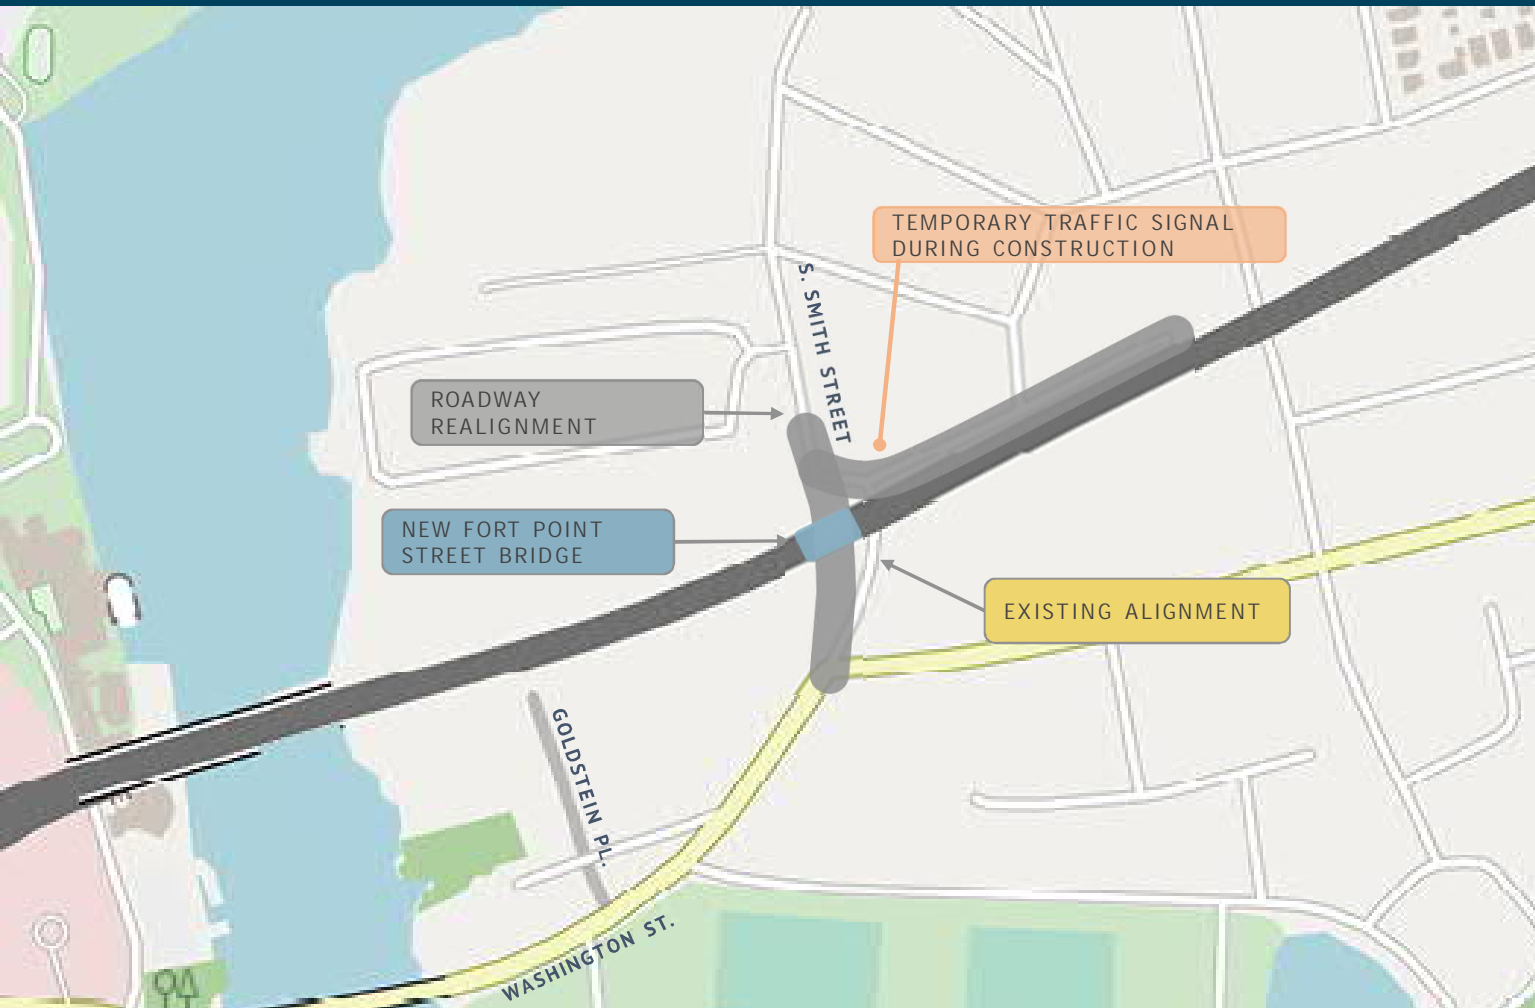 TEMPORARY TRAFFIC SIGNAL
DURING CONSTRUCTION
S. SMITH STREET
ROADWAY
REALIGNMENT
NEW FORT POINT
STREET BRIDGE
EXISTING ALIGNMENT
GOLDSTEIN PL.
WASHINGTON ST.